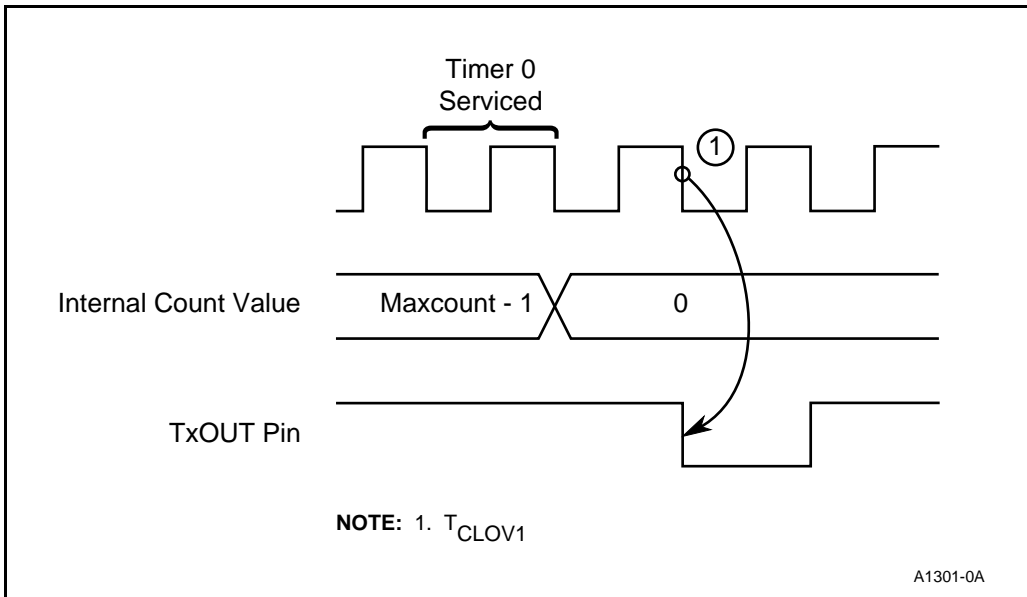 Timer 0
Serviced
1
Internal Count Value
Maxcount - 1
0
TxOUT Pin
NOTE: 1. TCLOV1
A1301-0A